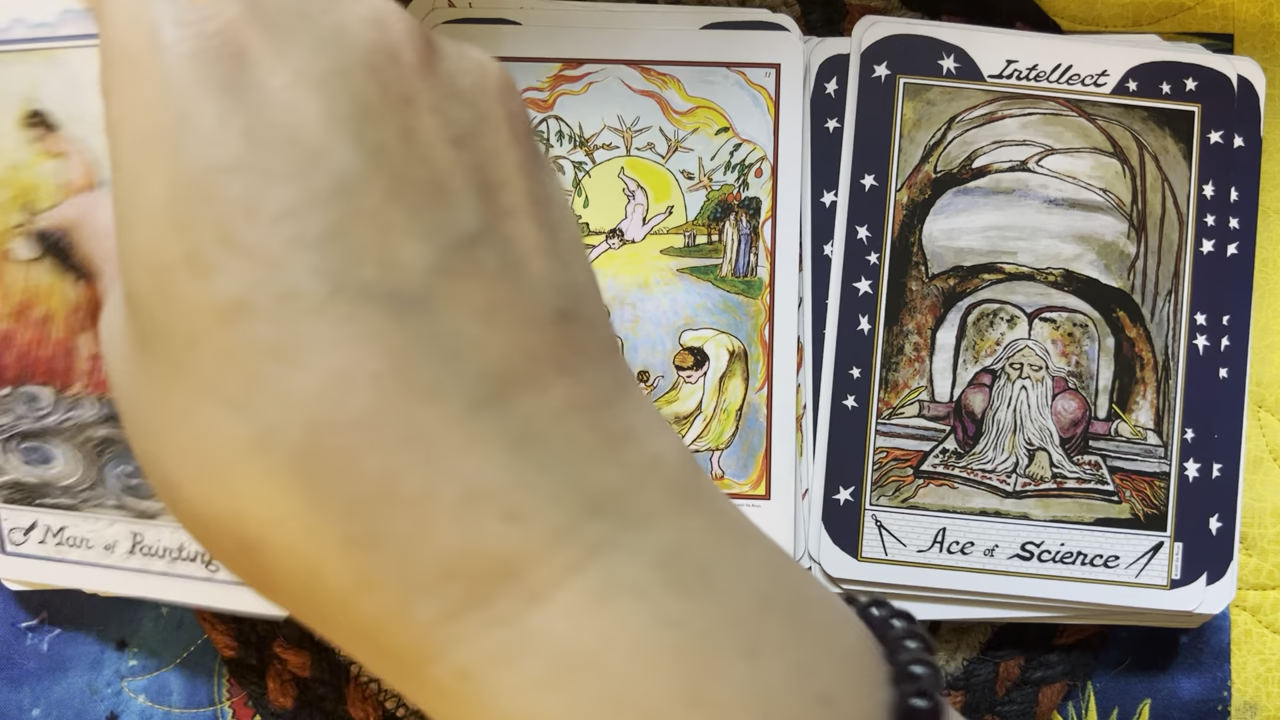 Man of Painting
Intellect
Ace of Science